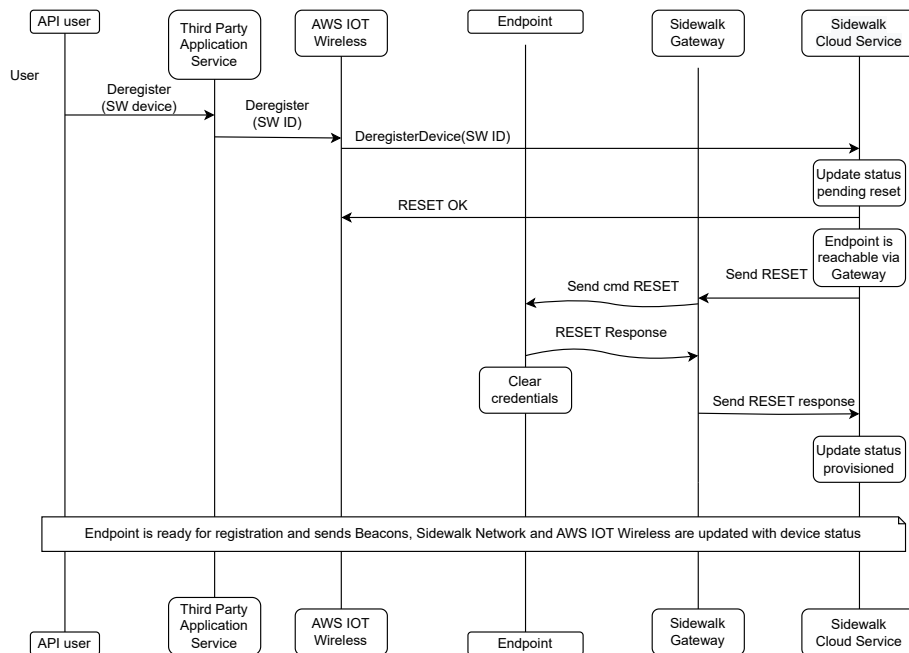 API user
Third Party
Application
Service
AWS IOT
Wireless
Endpoint
Sidewalk
Gateway
Sidewalk
Cloud Service
User
Deregister
(SW device)
Deregister
(SW ID)
DeregisterDevice(SW ID)
Update status
pending reset
RESET OK
Endpoint is
reachable via
Gateway
Send RESET
Send cmd RESET
RESET Response
Clear
credentials
Send RESET response
Update status
provisioned
Endpoint is ready for registration and sends Beacons, Sidewalk Network and AWS IOT Wireless are updated with device status
API user
Third Party
Application
Service
AWS IOT
Wireless
Endpoint
Sidewalk
Gateway
Sidewalk
Cloud Service